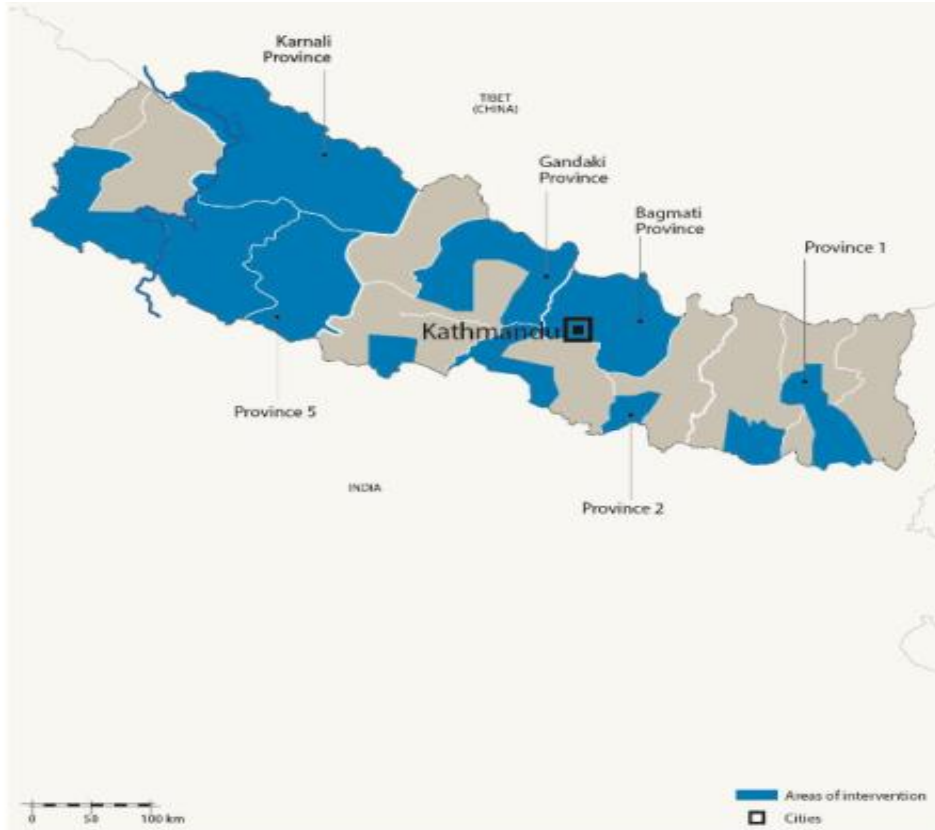 Karnali
Province
TIBET
(CHINA)
Gandaki
Province
Bagmati
Province
Province 1
Kathmandu
Province 5
Province 2
INDIA
0 50 100 km
Areas of intervention
Cities